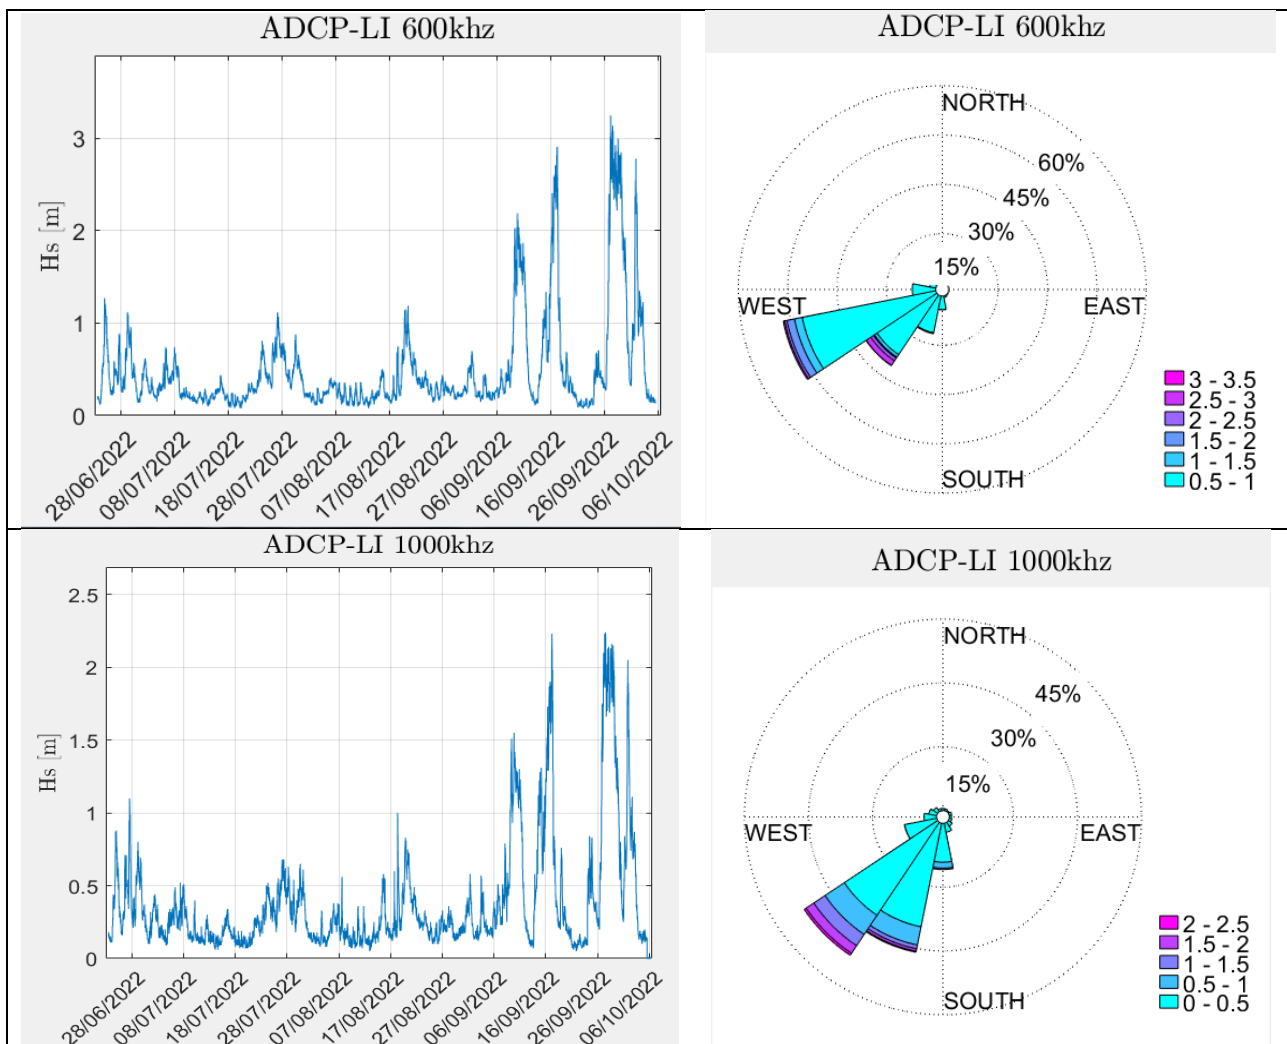 ADCP-LI 600khz
Hs [m]
3
2
1
0
28/06/2022
08/07/2022
18/07/2022
28/07/2022
07/08/2022
17/08/2022
27/08/2022
06/09/2022
16/09/2022
26/09/2022
06/10/2022
ADCP-LI 600khz
NORTH
60%
45%
30%
15%
WEST
EAST
SOUTH
3 - 3.5
2.5 - 3
2 - 2.5
1.5 - 2
1 - 1.5
0.5 - 1
ADCP-LI 1000khz
Hs [m]
2.5
2
1.5
1
0.5
0
28/06/2022
08/07/2022
18/07/2022
28/07/2022
07/08/2022
17/08/2022
27/08/2022
06/09/2022
16/09/2022
26/09/2022
06/10/2022
ADCP-LI 1000khz
NORTH
45%
30%
15%
WEST
EAST
SOUTH
2 - 2.5
1.5 - 2
1 - 1.5
0.5 - 1
0 - 0.5